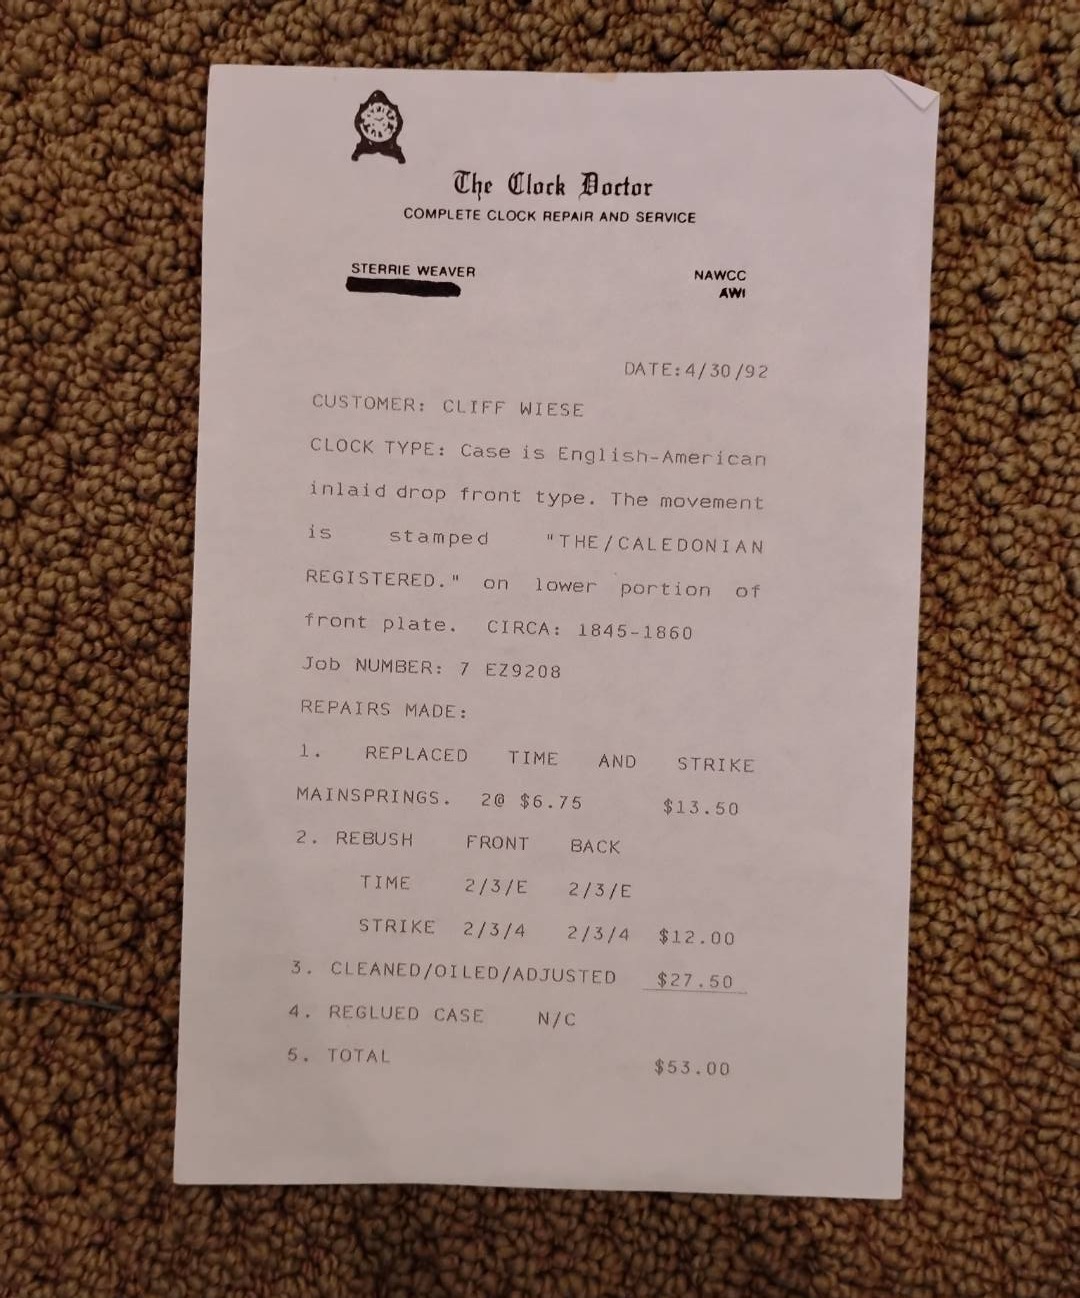 The Clock Doctor
COMPLETE CLOCK REPAIR AND SERVICE
STERRIE WEAVER
NAWCC
AWI
DATE:4/30/92
CUSTOMER: CLIFF WIESE
CLOCK TYPE: Case is English-American
inlaid drop front type. The movement
is stamped "THE/CALEDONIAN
REGISTERED." on lower portion of
front plate. CIRCA: 1845-1860
Job NUMBER: 7 EZ9208
REPAIRS MADE:
1. REPLACED TIME AND STRIKE
MAINSPRINGS. 2@ $6.75 $13.50
2. REBUSH FRONT BACK
TIME 2/3/E 2/3/E
STRIKE 2/3/4 2/3/4 $12.00
3. CLEANED/OILED/ADJUSTED $27.50
4. REGLUED CASE N/C
5. TOTAL $53.00